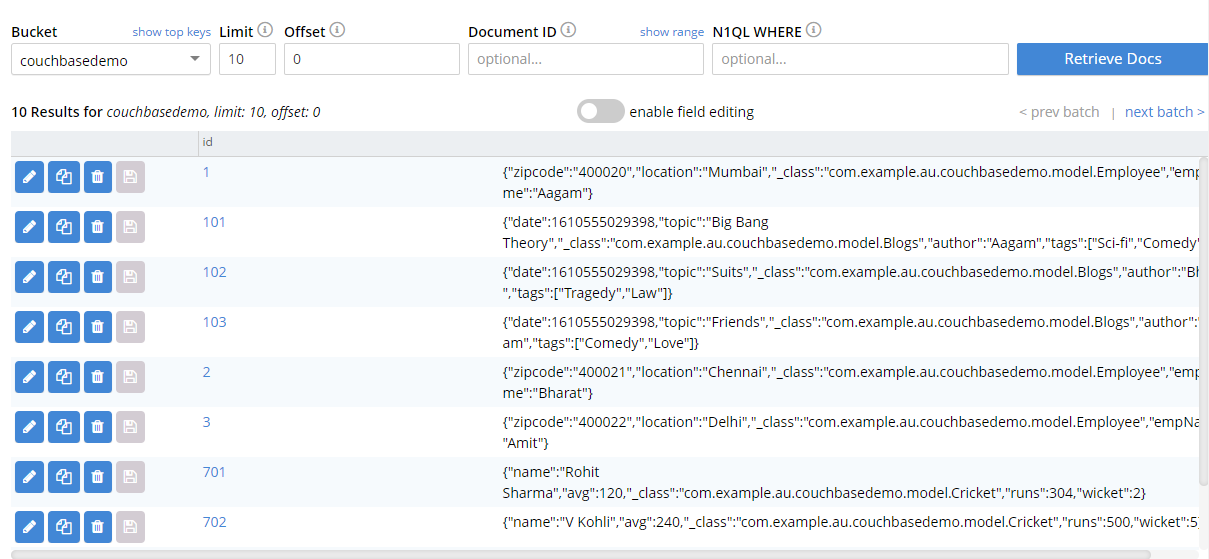 Bucket show top keys Limit Offset Document ID show range N1QL WHERE
couchbasedemo 10 0 optional... optional... Retrieve Docs
10 Results for couchbasedemo, limit: 10, offset: 0 enable field editing < prev batch | next batch >
id
1 {"zipcode":"400020","location":"Mumbai","_class":"com.example.au.couchbasedemo.model.Employee","emp
me":"Aagam"}
101 {"date":1610555029398,"topic":"Big Bang
Theory","_class":"com.example.au.couchbasedemo.model.Blogs","author":"Aagam","tags":["Sci-fi","Comedy"
102 {"date":1610555029398,"topic":"Suits","_class":"com.example.au.couchbasedemo.model.Blogs","author":"Bh
","tags":["Tragedy","Law"]}
103 {"date":1610555029398,"topic":"Friends","_class":"com.example.au.couchbasedemo.model.Blogs","author":
am","tags":["Comedy","Love"]}
2 {"zipcode":"400021","location":"Chennai","_class":"com.example.au.couchbasedemo.model.Employee","emp
me":"Bharat"}
3 {"zipcode":"400022","location":"Delhi","_class":"com.example.au.couchbasedemo.model.Employee","empNa
"Amit"}
701 {"name":"Rohit
Sharma","avg":120,"_class":"com.example.au.couchbasedemo.model.Cricket","runs":304,"wicket":2}
702 {"name":"V Kohli","avg":240,"_class":"com.example.au.couchbasedemo.model.Cricket","runs":500,"wicket":5